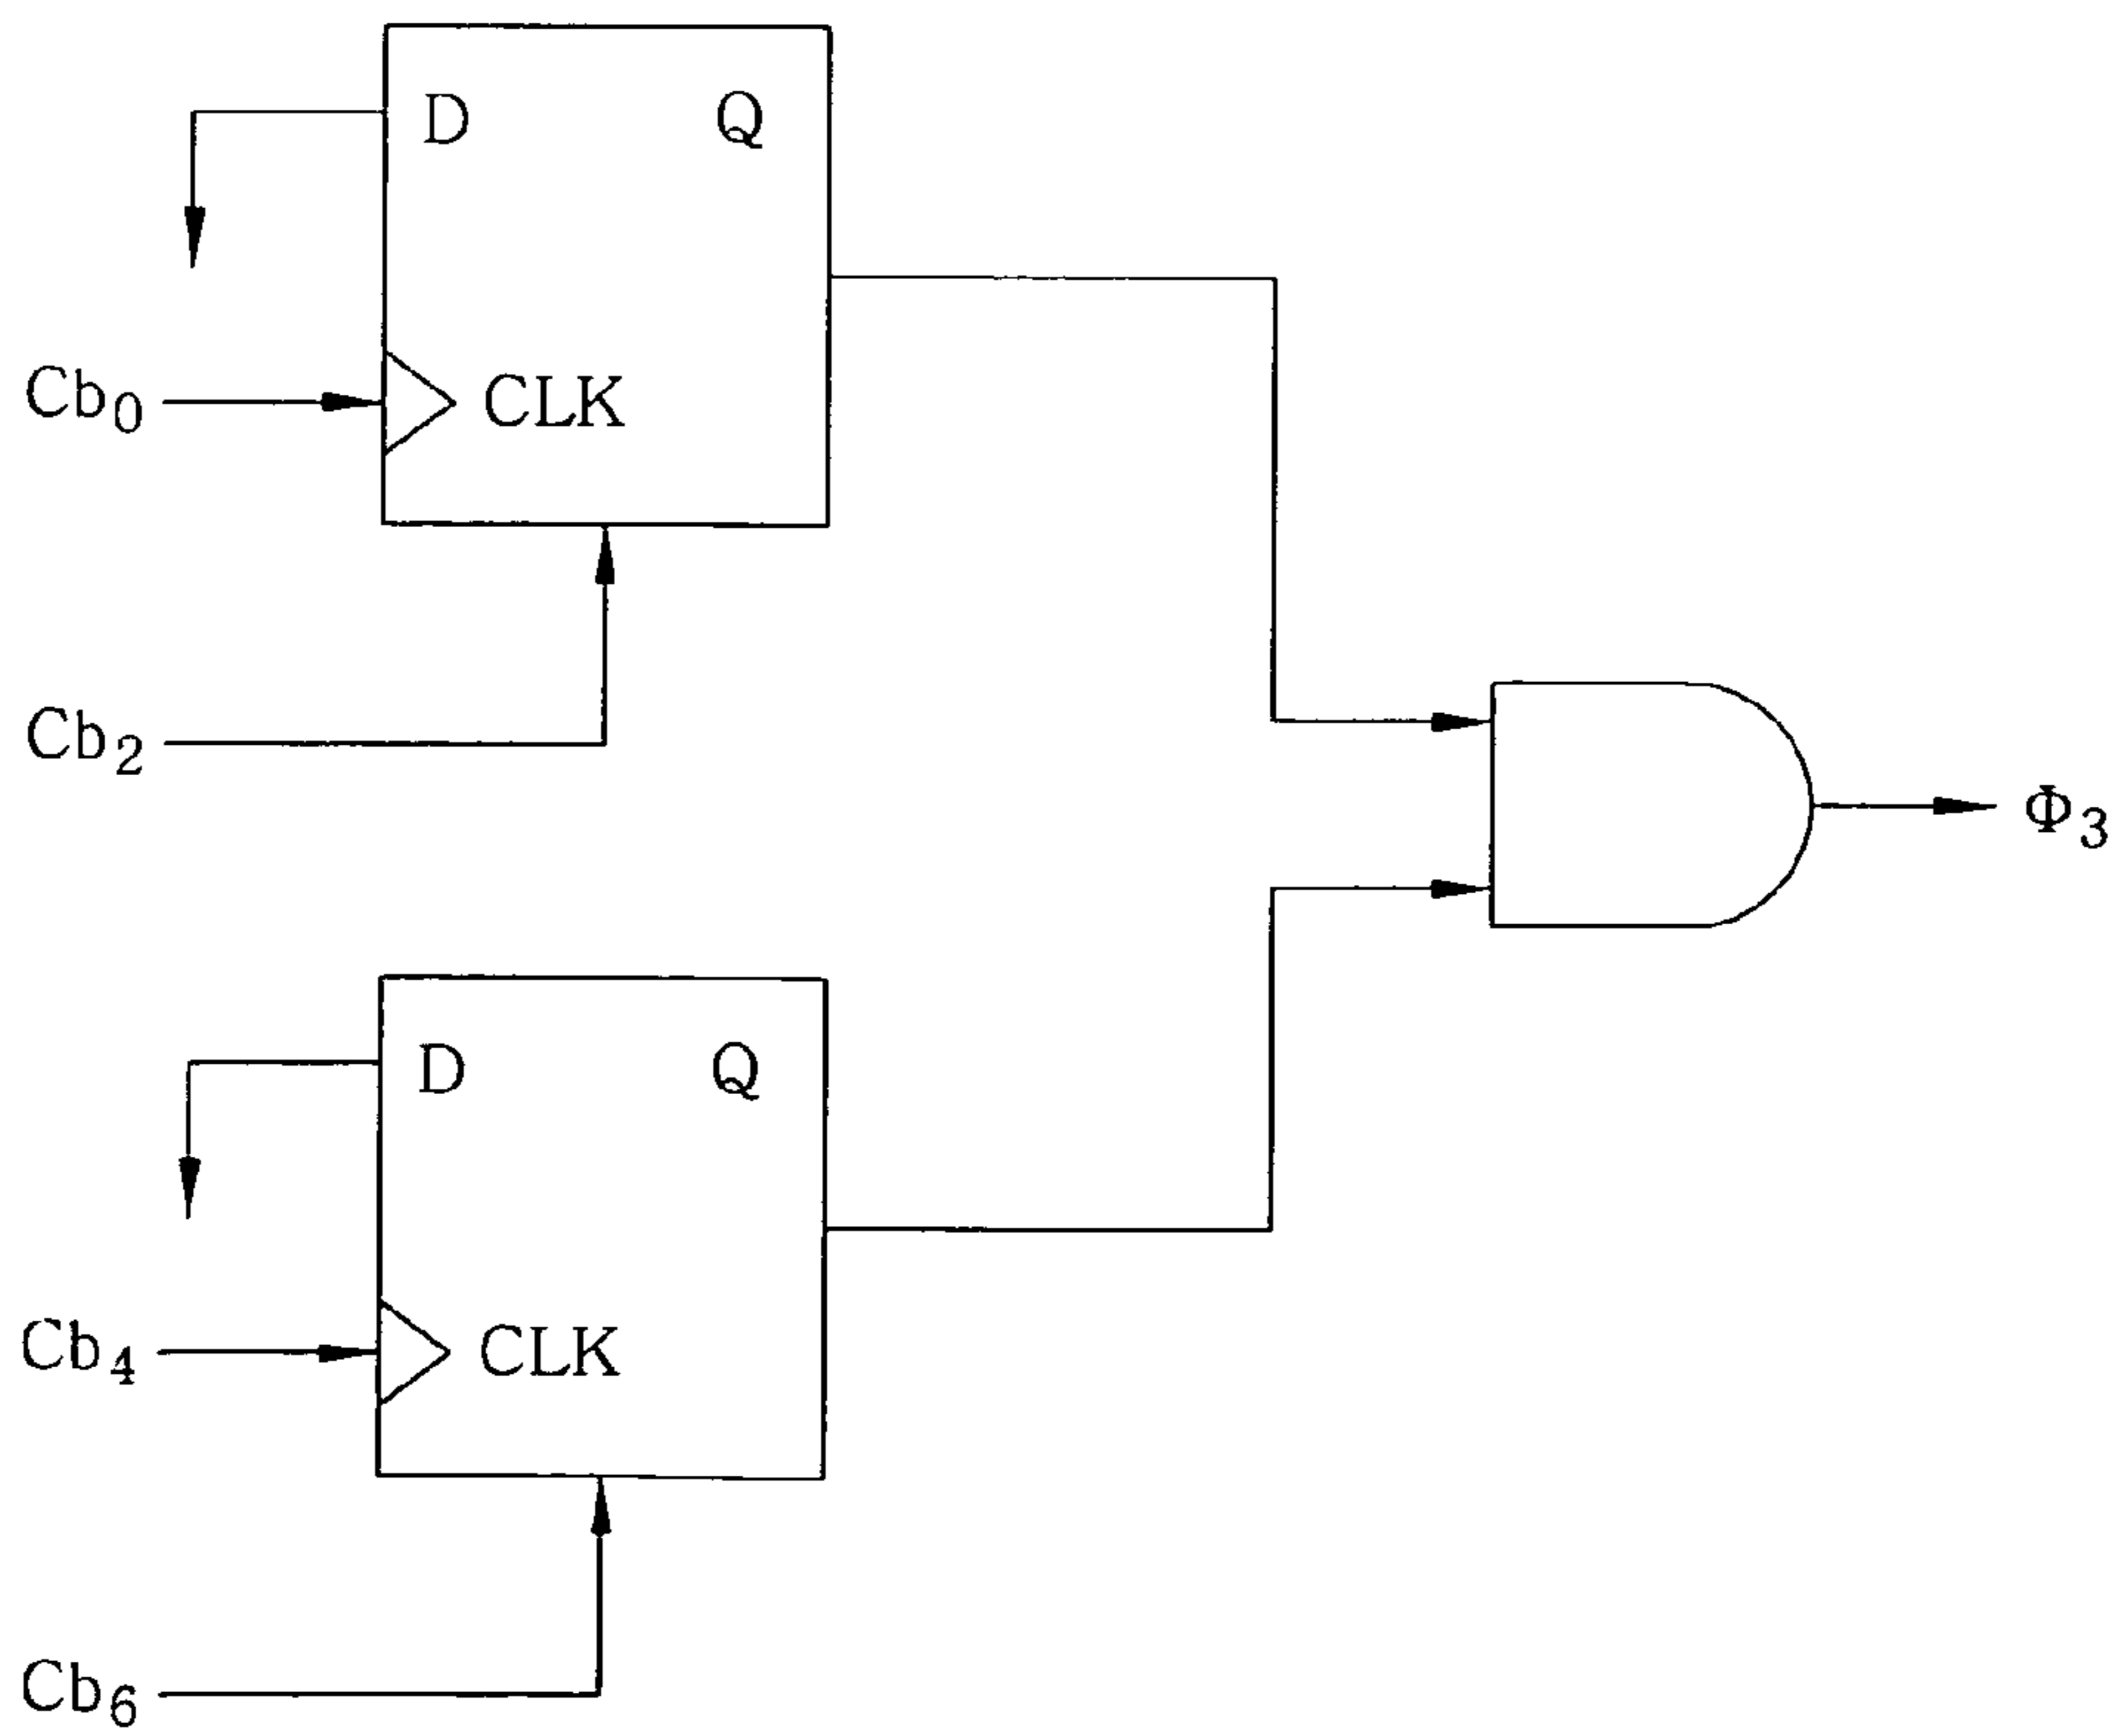 D Q
Cb₀ CLK
Cb₂
Φ₃
D Q
Cb₄ CLK
Cb₆